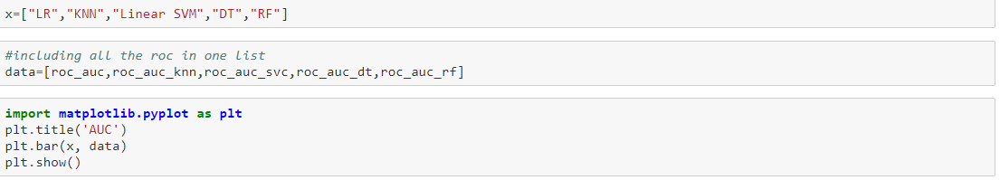 x=["LR","KNN","Linear SVM","DT","RF"]
#including all the roc in one list
data=[roc_auc,roc_auc_knn,roc_auc_svc,roc_auc_dt,roc_auc_rf]
import matplotlib.pyplot as plt
plt.title('AUC')
plt.bar(x, data)
plt.show()